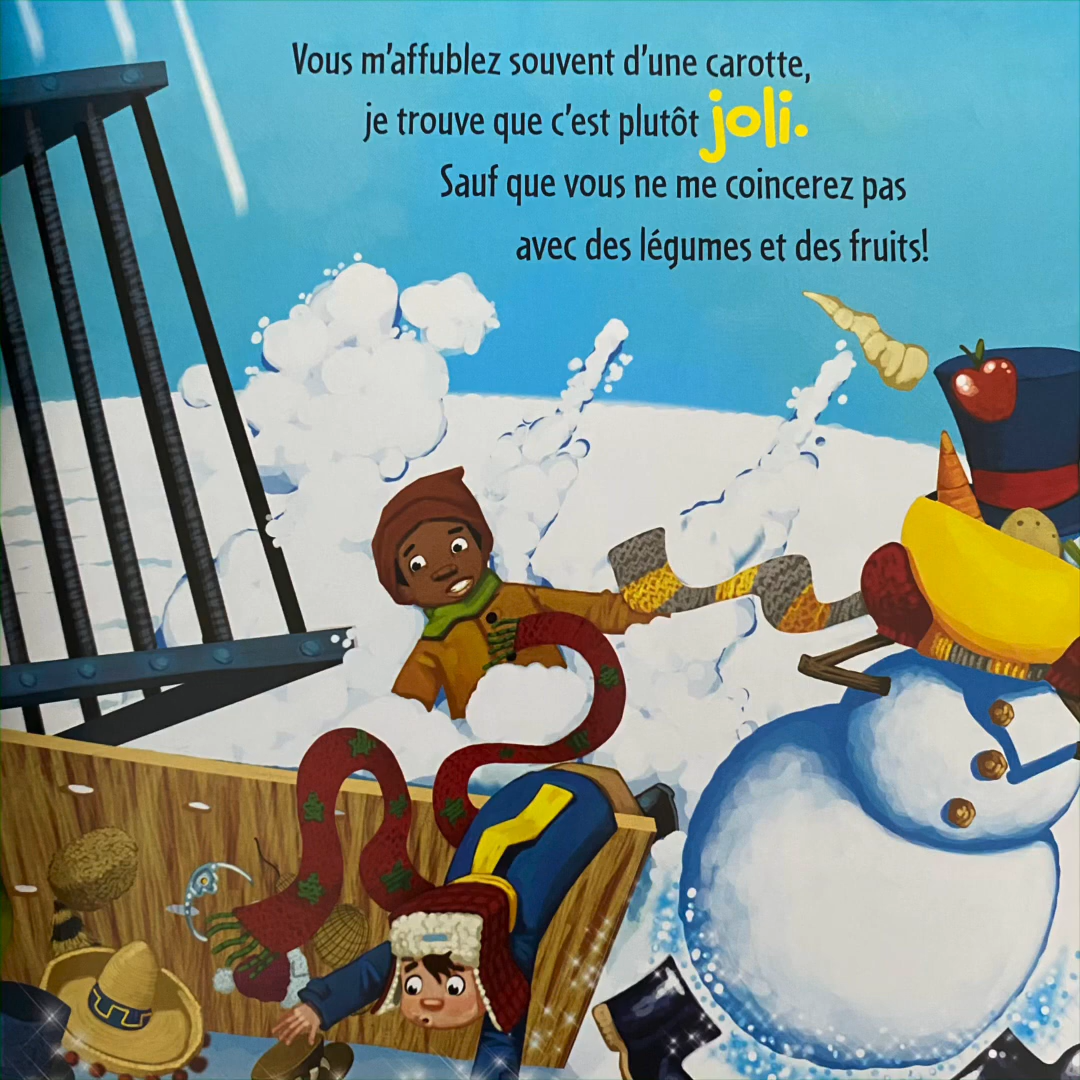 Vous m'affublez souvent d'une carotte,
je trouve que c'est plutôt joli.
Sauf que vous ne me coincerez pas
avec des légumes et des fruits!